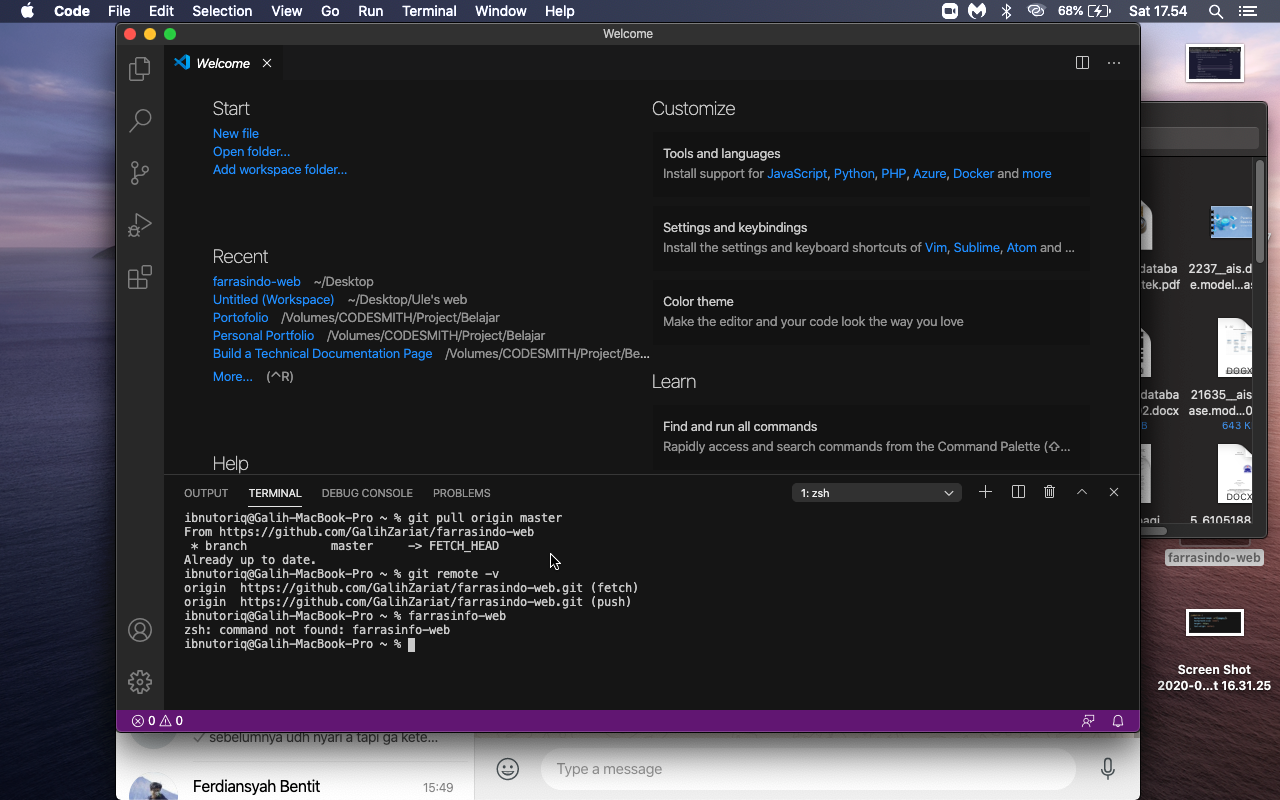 Code File Edit Selection View Go Run Terminal Window Help 68% Sat 17.54
Welcome
Welcome
Start
New file
Open folder...
Add workspace folder...
Recent
farrasindo-web ~/Desktop
Untitled (Workspace) ~/Desktop/Ule's web
Portofolio /Volumes/CODESMITH/Project/Belajar
Personal Portfolio /Volumes/CODESMITH/Project/Belajar
Build a Technical Documentation Page /Volumes/CODESMITH/Project/Be...
More... (^R)
Help
Customize
Tools and languages
Install support for JavaScript, Python, PHP, Azure, Docker and more
Settings and keybindings
Install the settings and keyboard shortcuts of Vim, Sublime, Atom and ...
Color theme
Make the editor and your code look the way you love
Learn
Find and run all commands
Rapidly access and search commands from the Command Palette (⇧...
OUTPUT TERMINAL DEBUG CONSOLE PROBLEMS 1: zsh
ibnutoriq@Galih-MacBook-Pro ~ % git pull origin master
From https://github.com/GalihZariat/farrasindo-web
* branch master -> FETCH_HEAD
Already up to date.
ibnutoriq@Galih-MacBook-Pro ~ % git remote -v
origin https://github.com/GalihZariat/farrasindo-web.git (fetch)
origin https://github.com/GalihZariat/farrasindo-web.git (push)
ibnutoriq@Galih-MacBook-Pro ~ % farrasinfo-web
zsh: command not found: farrasinfo-web
ibnutoriq@Galih-MacBook-Pro ~ %
0 0
sebelumnya udh nyari a tapi ga kete...
Ferdiansyah Bentit 15:49
Type a message
databa 2237__ais.d
tek.pdf e.model...as
DOCX
databa 21635__ais
2.docx ase.mod...0
643 K
DOCX
5_6105188
farrasindo-web
Screen Shot
2020-0...t 16.31.25